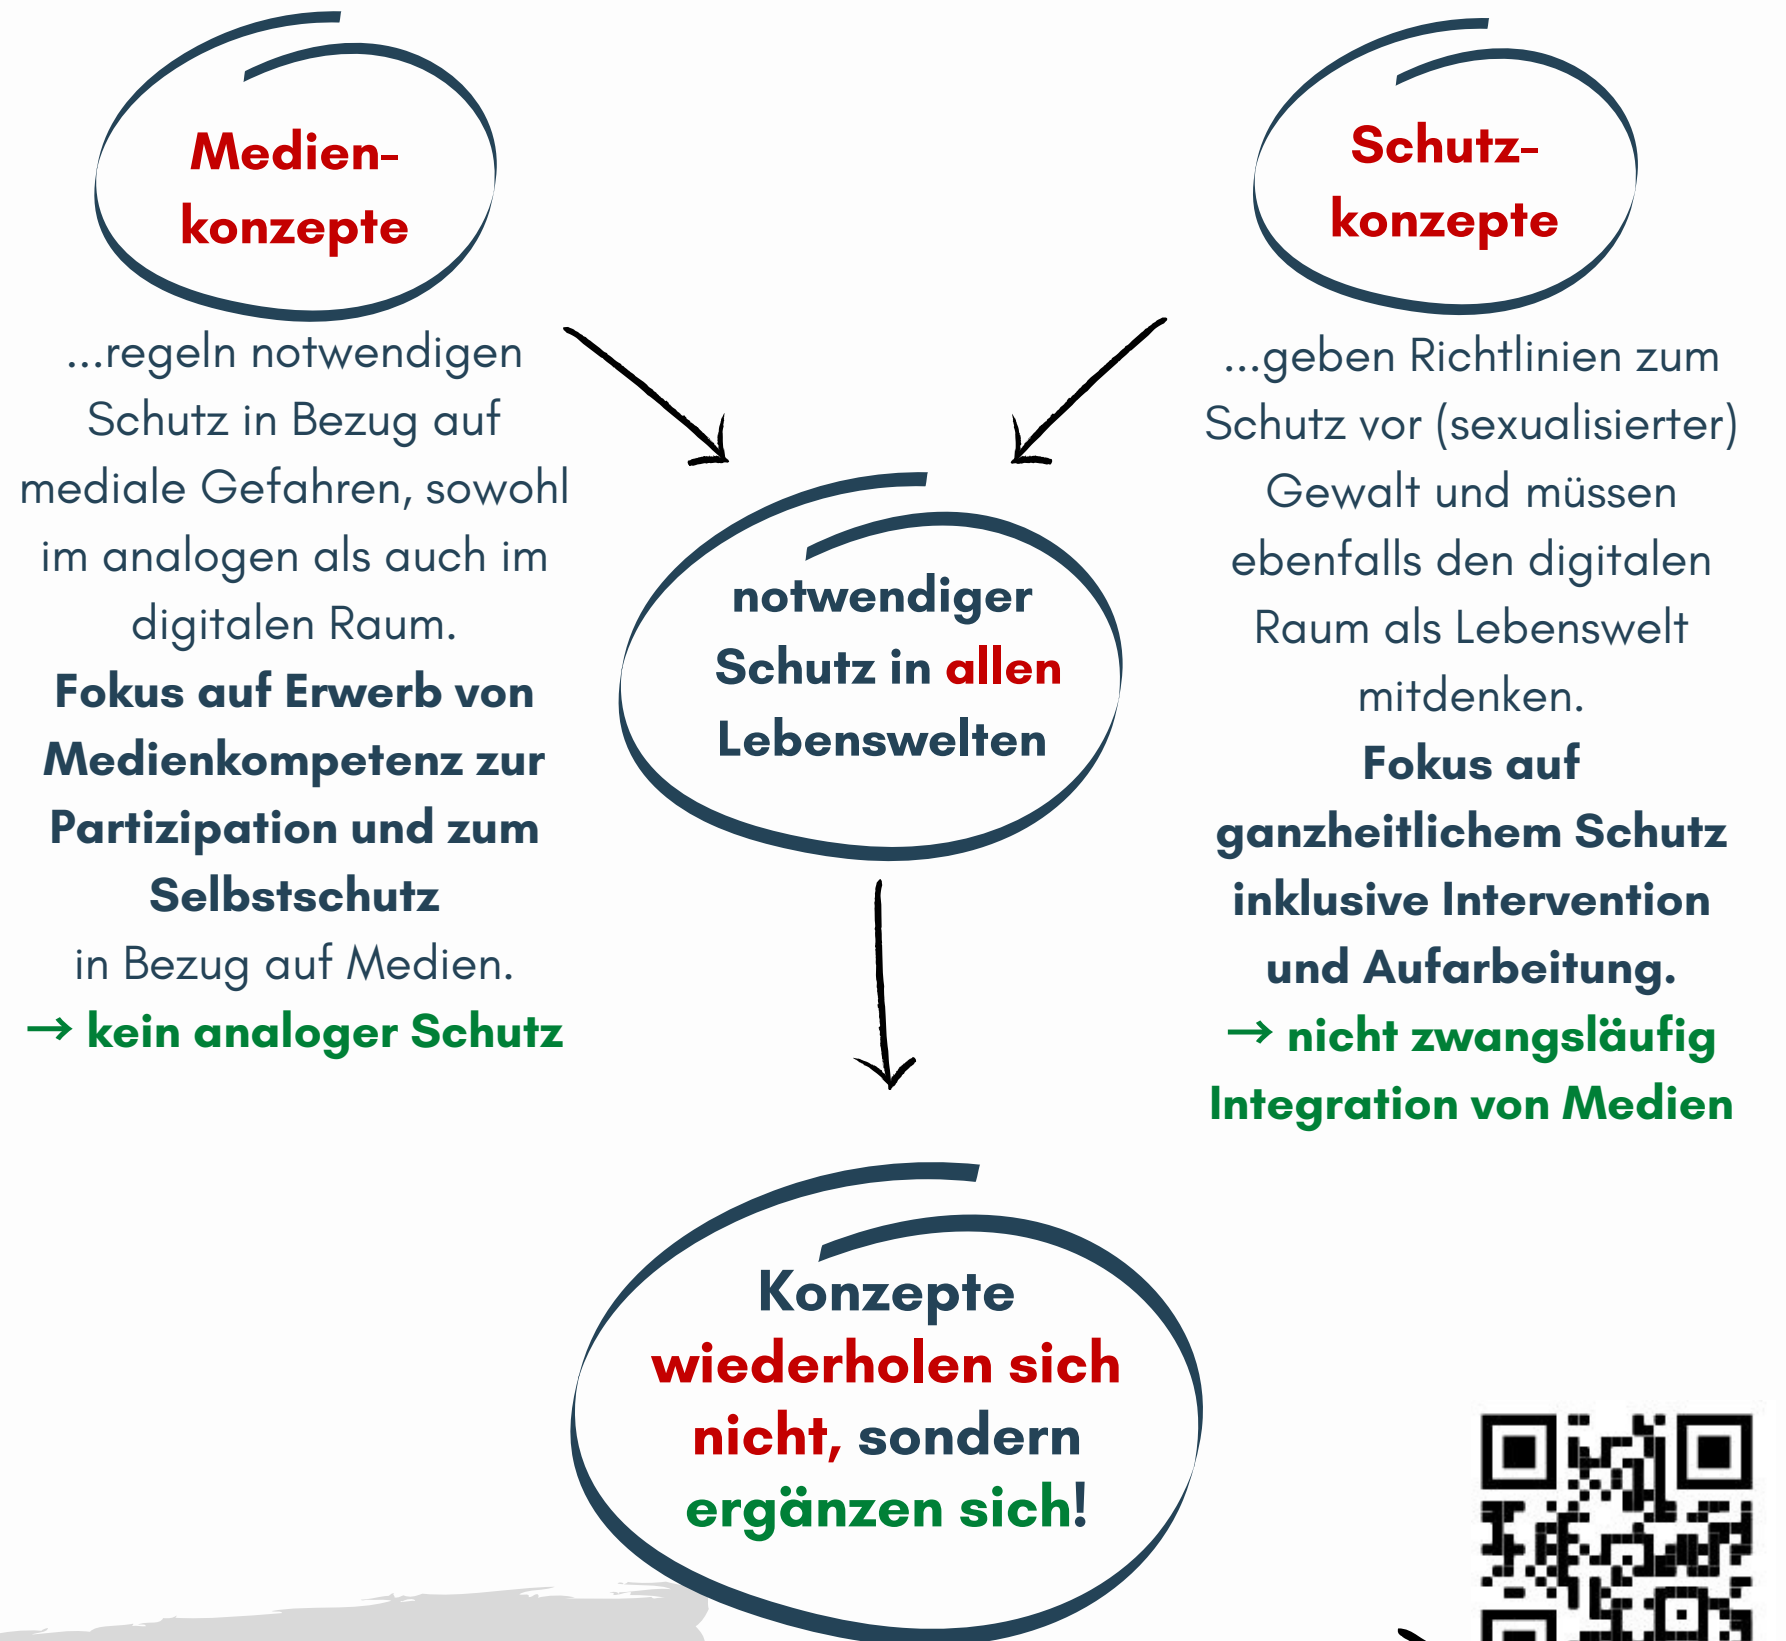 Medien-
konzepte
...regeln notwendigen
Schutz in Bezug auf
mediale Gefahren, sowohl
im analogen als auch im
digitalen Raum.
Fokus auf Erwerb von
Medienkompetenz zur
Partizipation und zum
Selbstschutz
in Bezug auf Medien.
→ kein analoger Schutz
Schutz-
konzepte
...geben Richtlinien zum
Schutz vor (sexualisierter)
Gewalt und müssen
ebenfalls den digitalen
Raum als Lebenswelt
mitdenken.
Fokus auf
ganzheitlichem Schutz
inklusive Intervention
und Aufarbeitung.
→ nicht zwangsläufig
Integration von Medien
notwendiger
Schutz in allen
Lebenswelten
Konzepte
wiederholen sich
nicht, sondern
ergänzen sich!